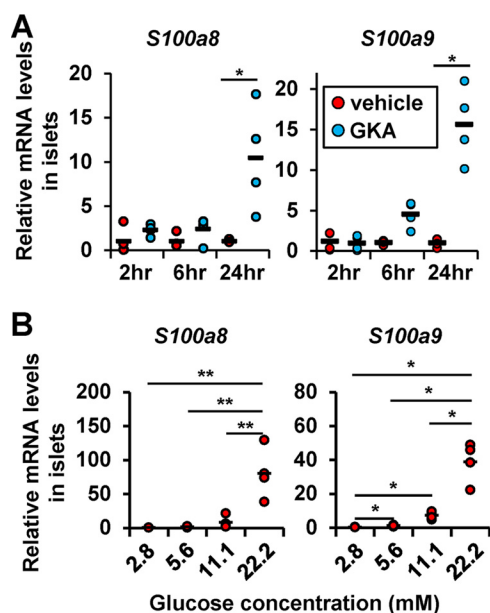 A
S100a8
S100a9
Relative mRNA levels
in islets
20
15
10
5
0
*
2hr
6hr
24hr
20
15
10
5
0
*
vehicle
GKA
2hr
6hr
24hr
B
S100a8
S100a9
Relative mRNA levels
in islets
200
150
100
50
0
**
**
**
2.8
5.6
11.1
22.2
80
60
40
20
0
*
*
*
*
*
2.8
5.6
11.1
22.2
Glucose concentration (mM)